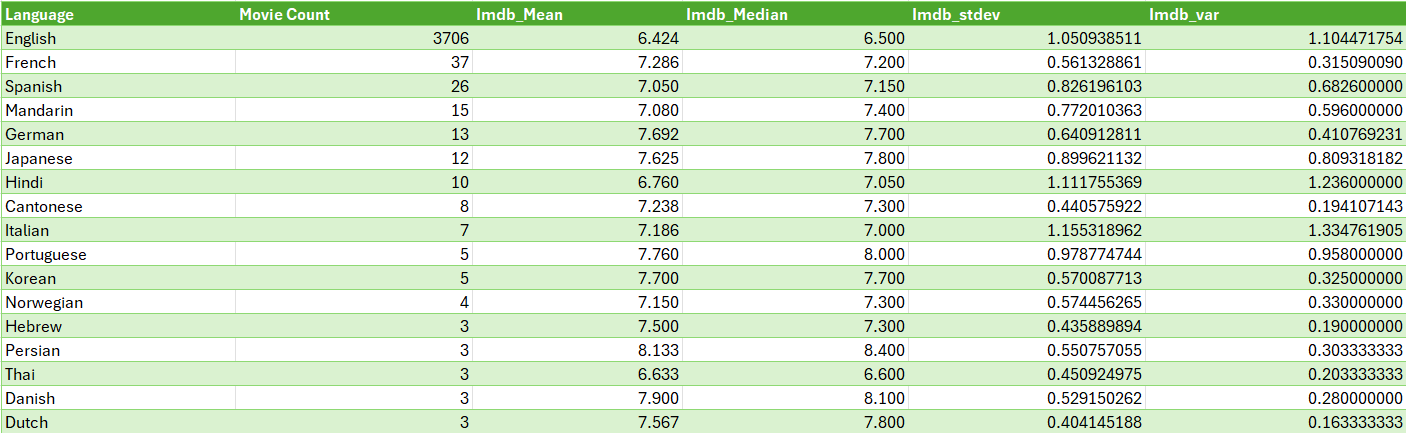 Language Movie Count Imdb_Mean Imdb_Median Imdb_stdev Imdb_var
English 3706 6.424 6.500 1.050938511 1.104471754
French 37 7.286 7.200 0.561328861 0.315090090
Spanish 26 7.050 7.150 0.826196103 0.682600000
Mandarin 15 7.080 7.400 0.772010363 0.596000000
German 13 7.692 7.700 0.640912811 0.410769231
Japanese 12 7.625 7.800 0.899621132 0.809318182
Hindi 10 6.760 7.050 1.111755369 1.236000000
Cantonese 8 7.238 7.300 0.440575922 0.194107143
Italian 7 7.186 7.000 1.155318962 1.334761905
Portuguese 5 7.760 8.000 0.978774744 0.958000000
Korean 5 7.700 7.700 0.570087713 0.325000000
Norwegian 4 7.150 7.300 0.574456265 0.330000000
Hebrew 3 7.500 7.300 0.435889894 0.190000000
Persian 3 8.133 8.400 0.550757055 0.303333333
Thai 3 6.633 6.600 0.450924975 0.203333333
Danish 3 7.900 8.100 0.529150262 0.280000000
Dutch 3 7.567 7.800 0.404145188 0.163333333